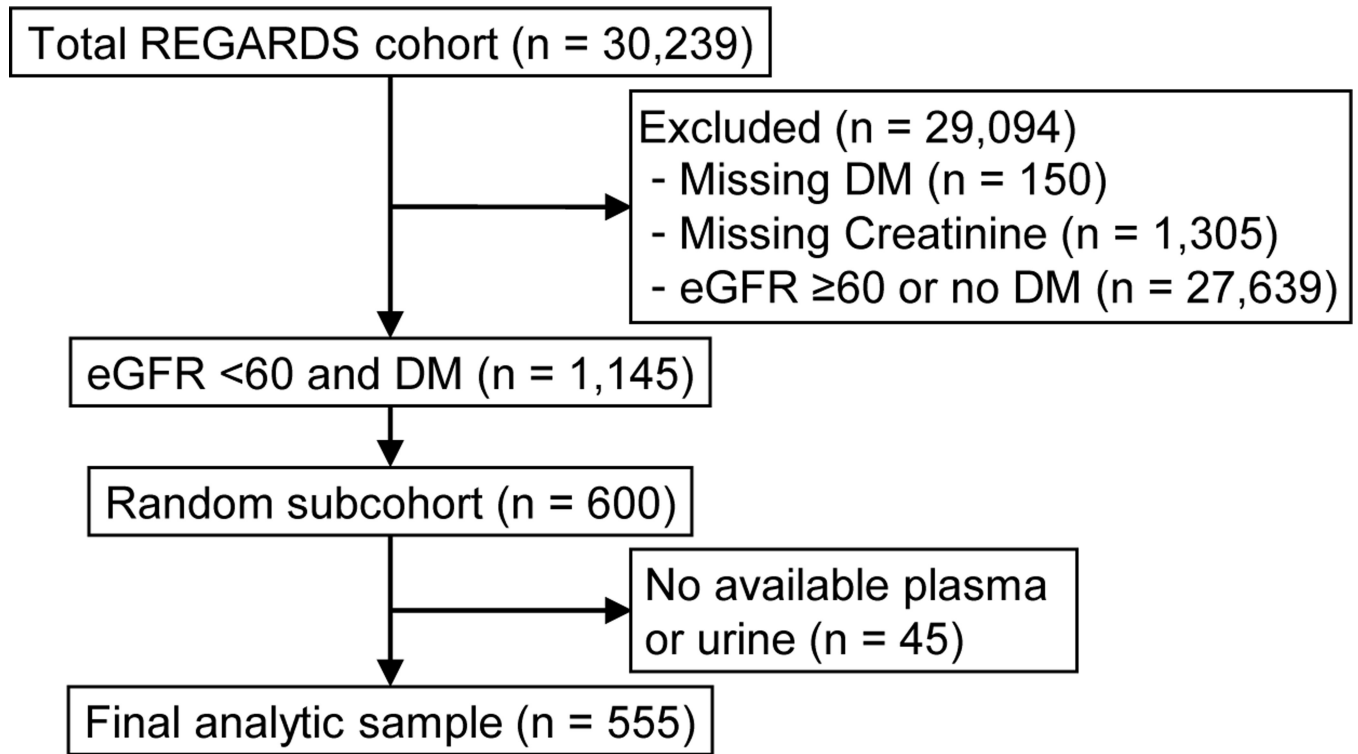 Total REGARDS cohort (n = 30,239)
Excluded (n = 29,094)
- Missing DM (n = 150)
- Missing Creatinine (n = 1,305)
- eGFR ≥60 or no DM (n = 27,639)
eGFR <60 and DM (n = 1,145)
Random subcohort (n = 600)
No available plasma
or urine (n = 45)
Final analytic sample (n = 555)